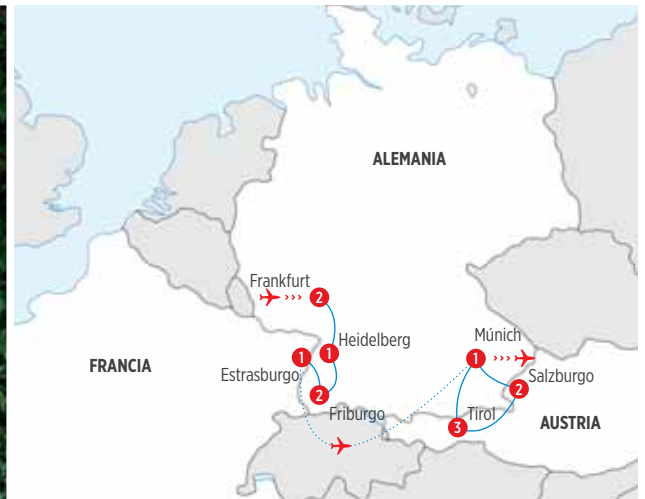 ALEMANIA
Frankfurt
2
Heidelberg
1
Múnich
1
1
Estrasburgo
FRANCIA
2
Friburgo
Salzburgo
2
Tirol
3
AUSTRIA